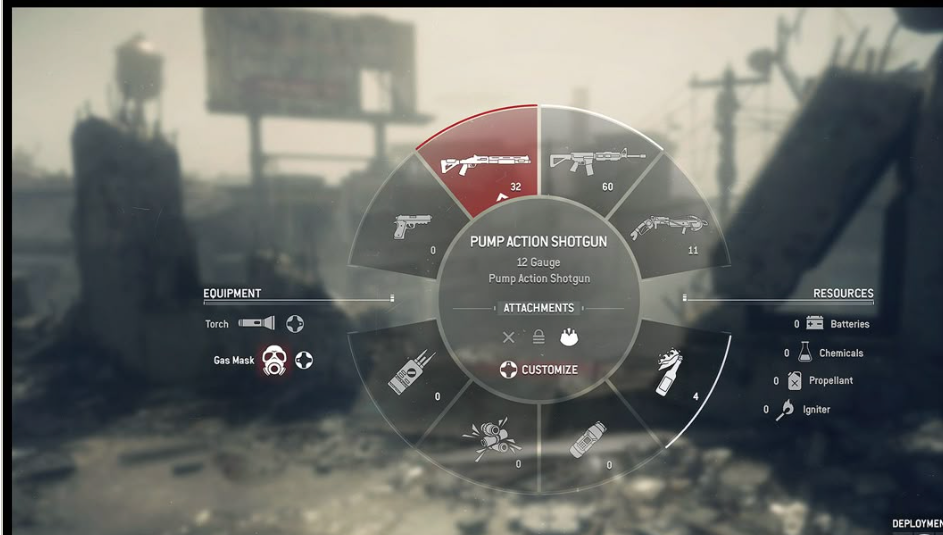 32
60
0
11
PUMP ACTION SHOTGUN
12 Gauge
Pump Action Shotgun
ATTACHMENTS
CUSTOMIZE
EQUIPMENT
Torch
Gas Mask
RESOURCES
0 Batteries
0 Chemicals
0 Propellant
0 Igniter
0
4
0
0
DEPLOYMEN